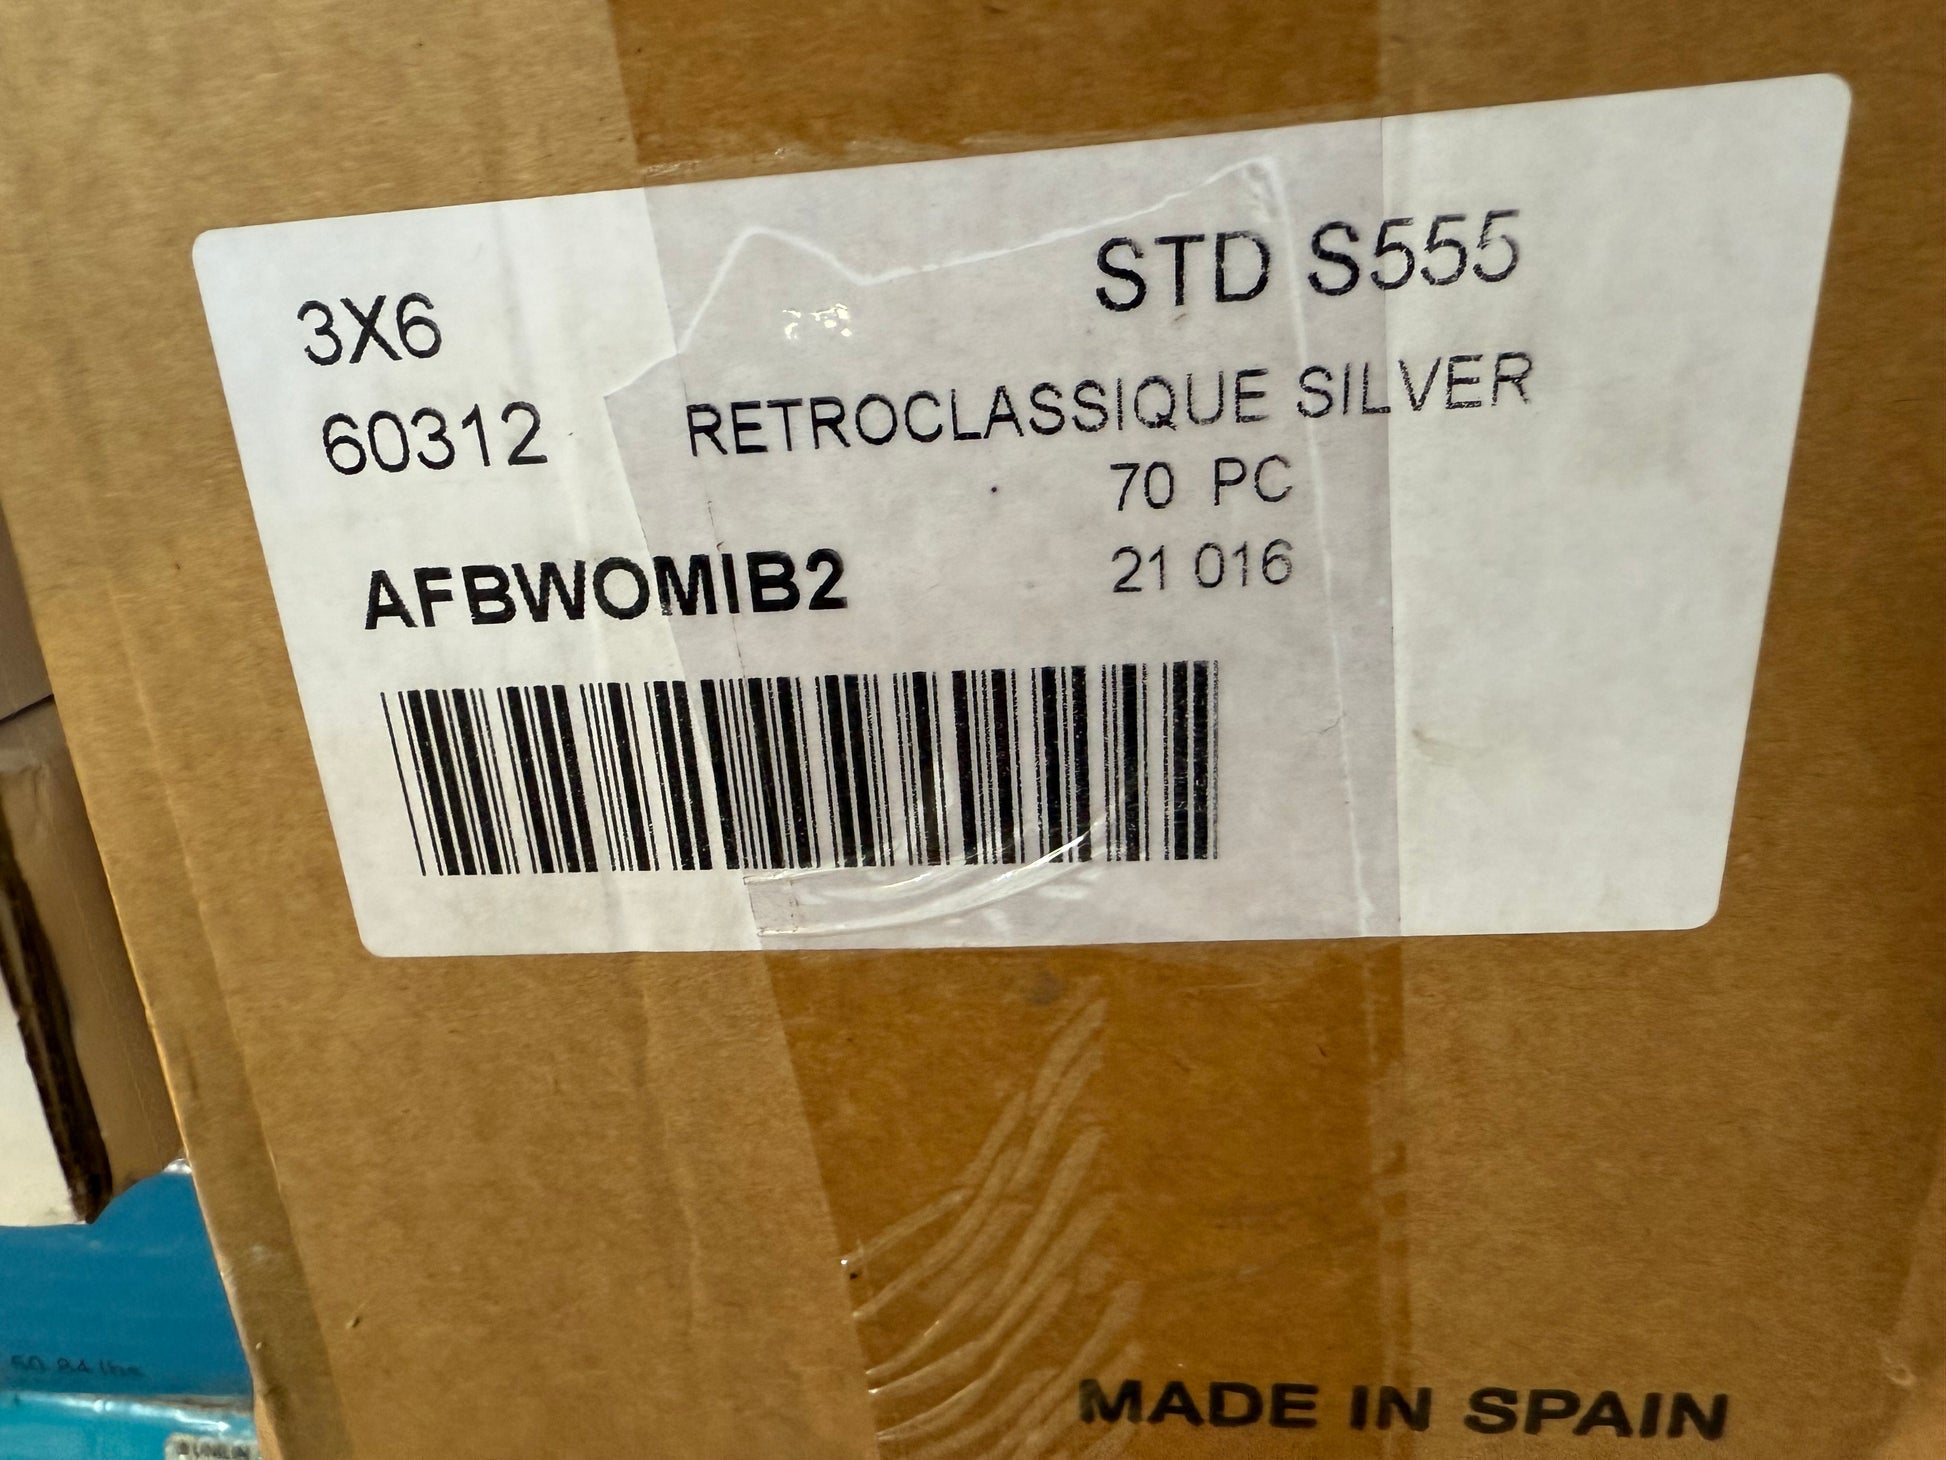 3X6 STD S555
60312 RETROCLASSIQUE SILVER
70 PC
AFBWOMIB2 21 016
MADE IN SPAIN